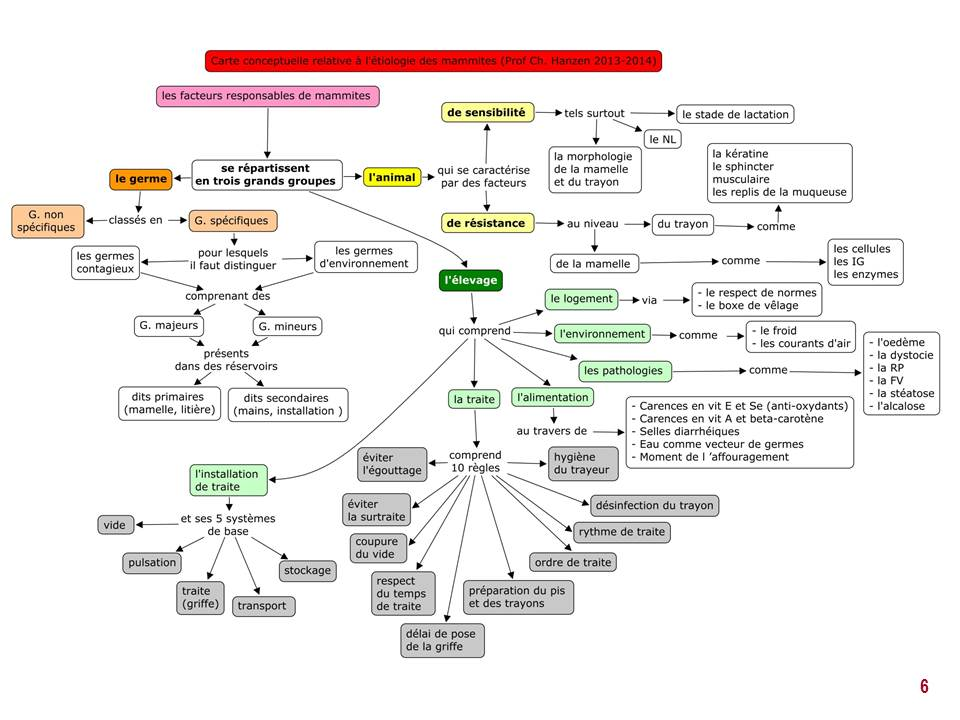 Carte conceptuelle relative à l'étiologie des mammites (Prof Ch. Hanzen 2013-2014)
les facteurs responsables de mammites
se répartissent
en trois grands groupes
le germe
classés en
G. non
spécifiques
G. spécifiques
pour lesquels
il faut distinguer
les germes
contagieux
les germes
d'environnement
comprenant des
G. majeurs
G. mineurs
présents
dans des réservoirs
dits primaires
(mamelle, litière)
dits secondaires
(mains, installation )
l'animal
qui se caractérise
par des facteurs
de sensibilité
tels surtout
le stade de lactation
le NL
la morphologie
de la mamelle
et du trayon
de résistance
au niveau
du trayon
comme
la kératine
le sphincter
musculaire
les replis de la muqueuse
de la mamelle
comme
les cellules
les IG
les enzymes
l'élevage
qui comprend
le logement
via
- le respect de normes
- le boxe de vêlage
l'environnement
comme
- le froid
- les courants d'air
les pathologies
comme
- l'oedème
- la dystocie
- la RP
- la FV
- la stéatose
- l'alcalose
l'alimentation
au travers de
- Carences en vit E et Se (anti-oxydants)
- Carences en vit A et beta-carotène
- Selles diarrhéiques
- Eau comme vecteur de germes
- Moment de l 'affouragement
la traite
comprend
10 règles
éviter
l'égouttage
hygiène
du trayeur
éviter
la surtraite
désinfection du trayon
coupure
du vide
rythme de traite
respect
du temps
de traite
ordre de traite
préparation du pis
et des trayons
délai de pose
de la griffe
l'installation
de traite
et ses 5 systèmes
de base
vide
pulsation
traite
(griffe)
transport
stockage
6